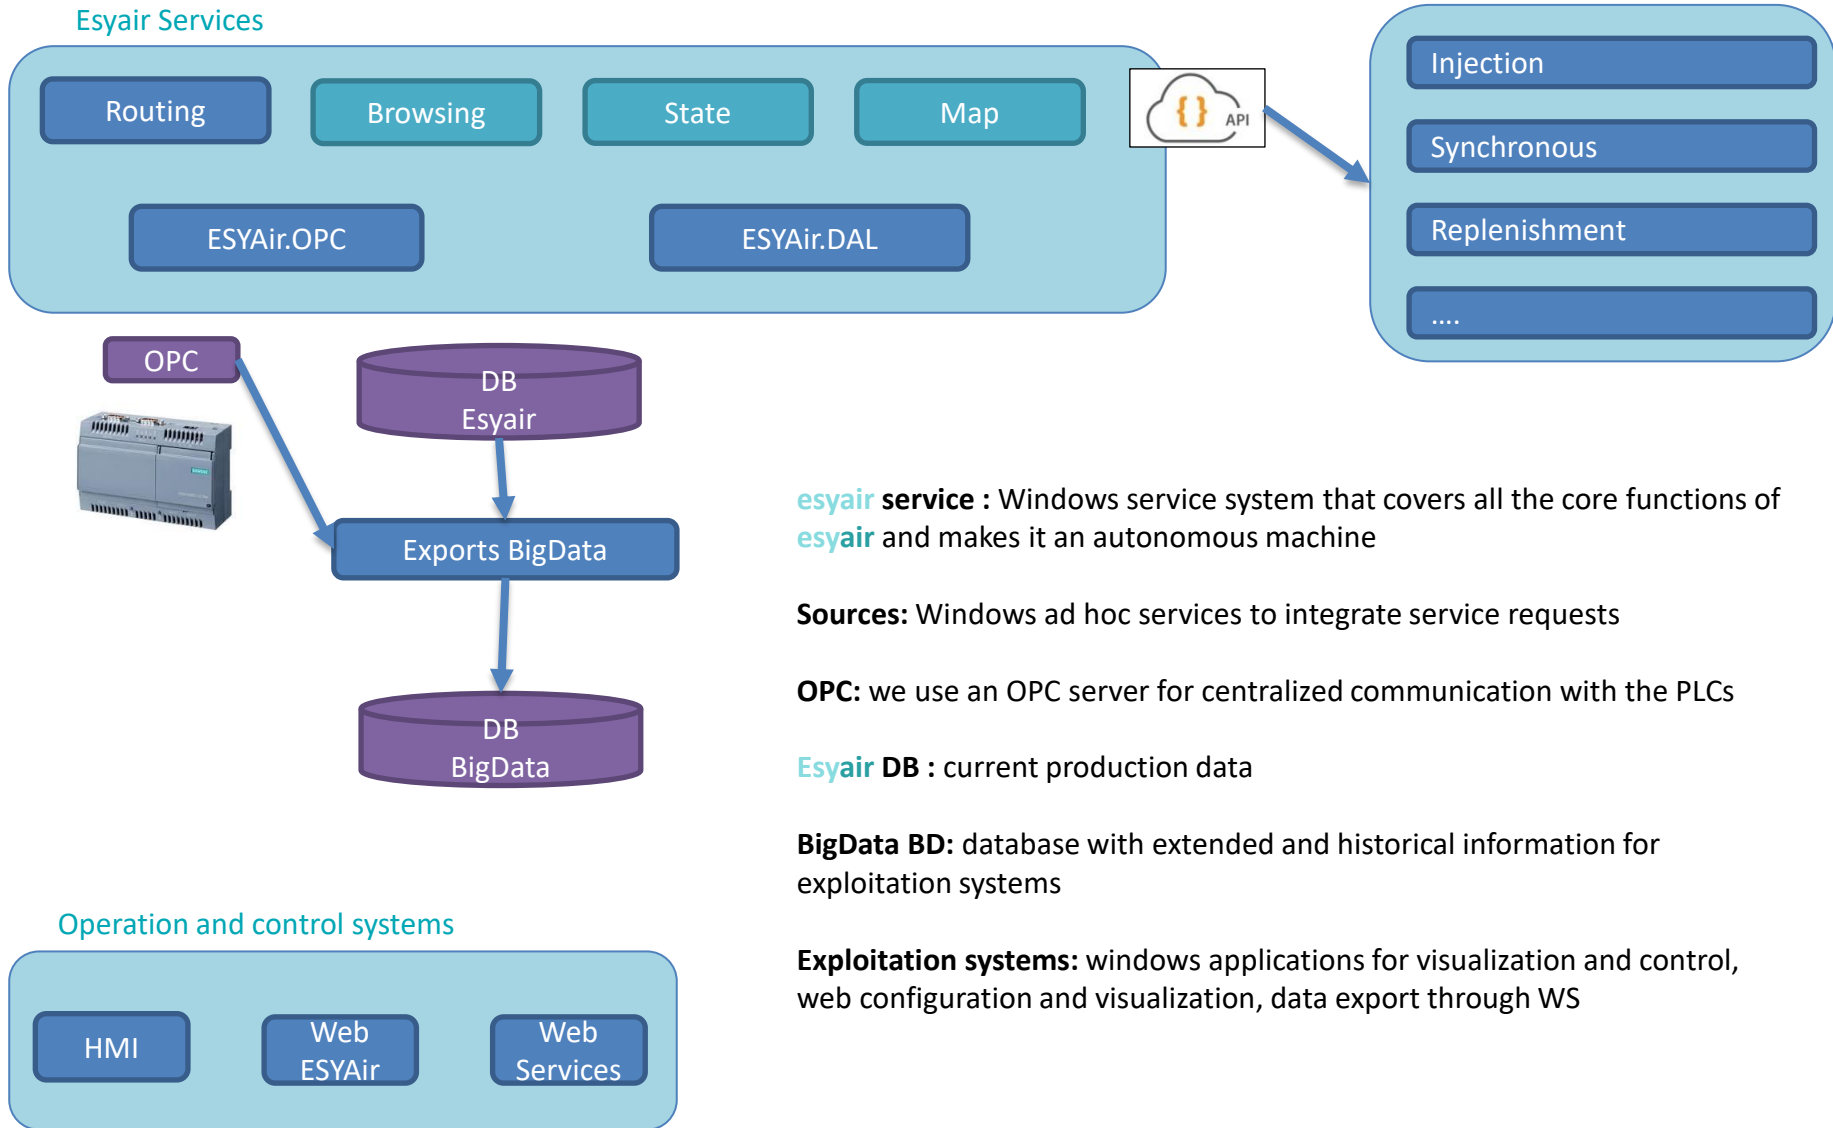 Esyair Services
Routing
Browsing
State
Map
{ } API
ESYAir.OPC
ESYAir.DAL
Injection
Synchronous
Replenishment
....
OPC
DB
Esyair
Exports BigData
DB
BigData
esyair service : Windows service system that covers all the core functions of
esyair and makes it an autonomous machine
Sources: Windows ad hoc services to integrate service requests
OPC: we use an OPC server for centralized communication with the PLCs
Esyair DB : current production data
BigData BD: database with extended and historical information for
exploitation systems
Exploitation systems: windows applications for visualization and control,
web configuration and visualization, data export through WS
Operation and control systems
HMI
Web
ESYAir
Web
Services